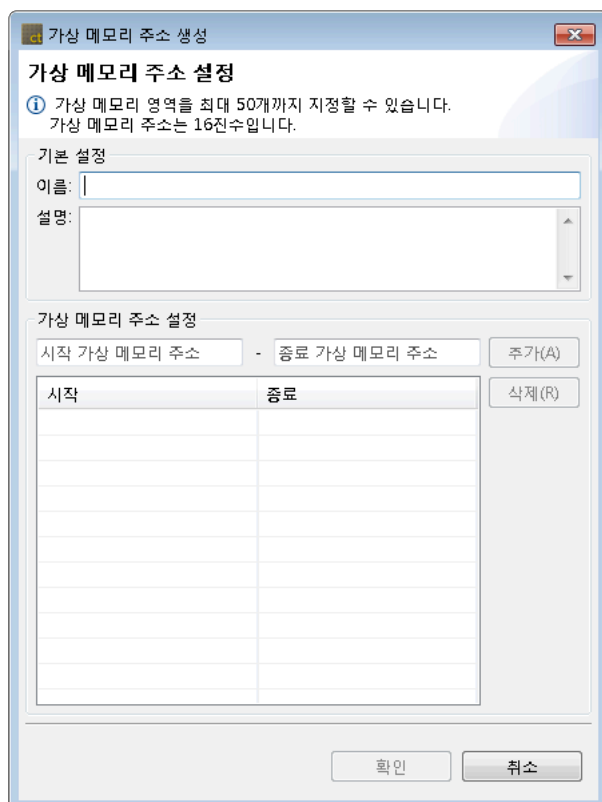 ct 가상 메모리 주소 생성
가상 메모리 주소 설정
가상 메모리 영역을 최대 50개까지 지정할 수 있습니다.
가상 메모리 주소는 16진수입니다.
기본 설정
이름:
설명:
가상 메모리 주소 설정
시작 가상 메모리 주소 - 종료 가상 메모리 주소 추가(A)
시작 종료 삭제(R)
확인 취소